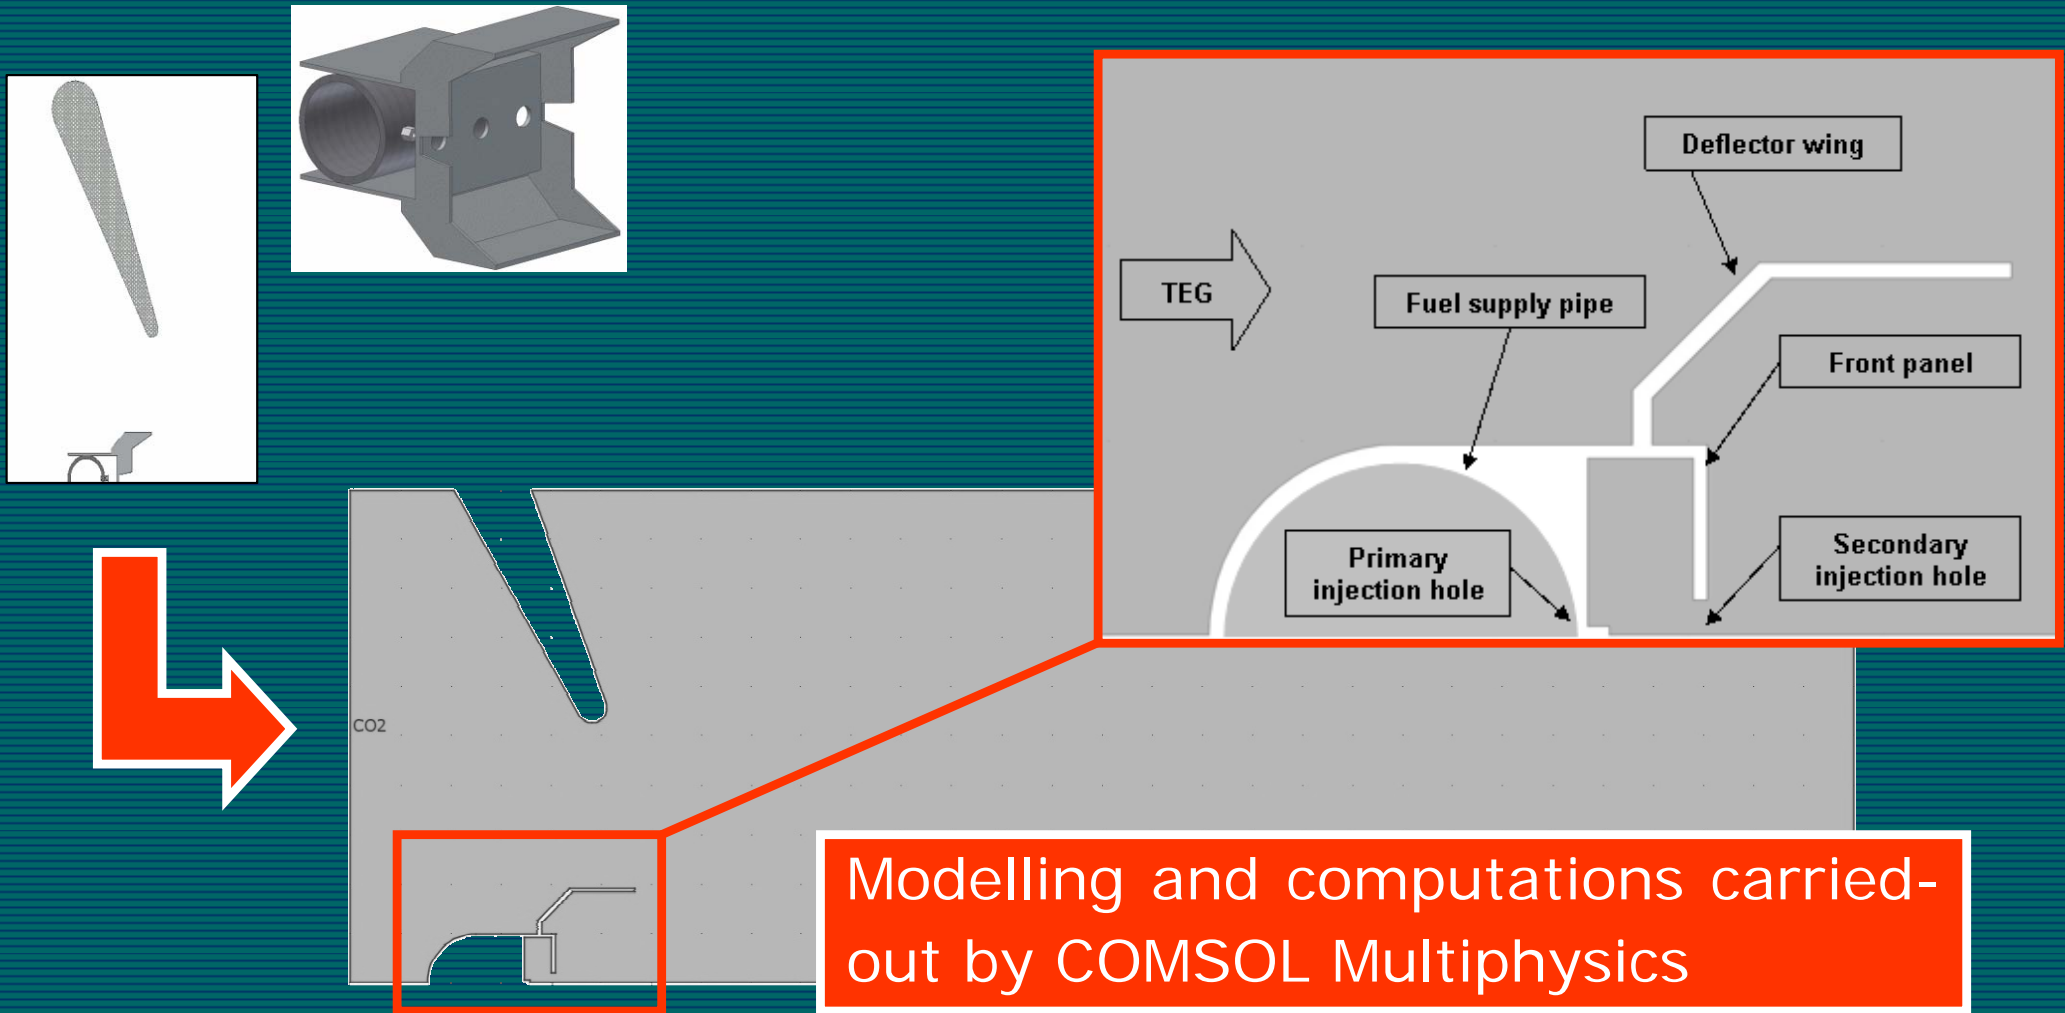 Deflector wing
TEG
Fuel supply pipe
Front panel
Primary
injection hole
Secondary
injection hole
CO2
Modelling and computations carried-
out by COMSOL Multiphysics